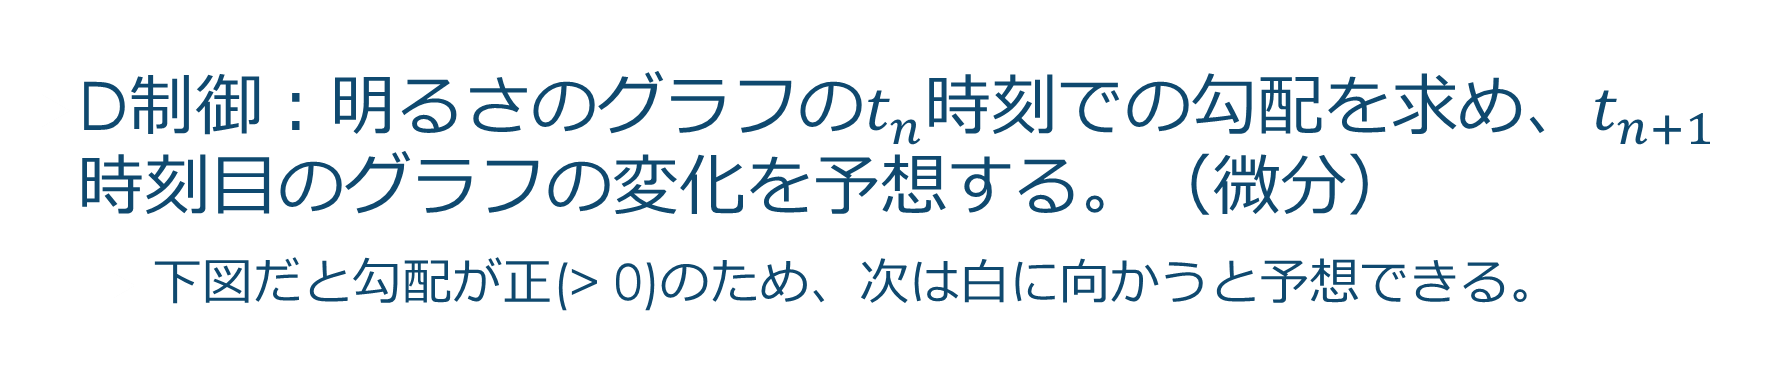 D制御：明るさのグラフの$t_n$時刻での勾配を求め、$t_{n+1}$
時刻目のグラフの変化を予想する。（微分）
下図だと勾配が正(> 0)のため、次は白に向かうと予想できる。